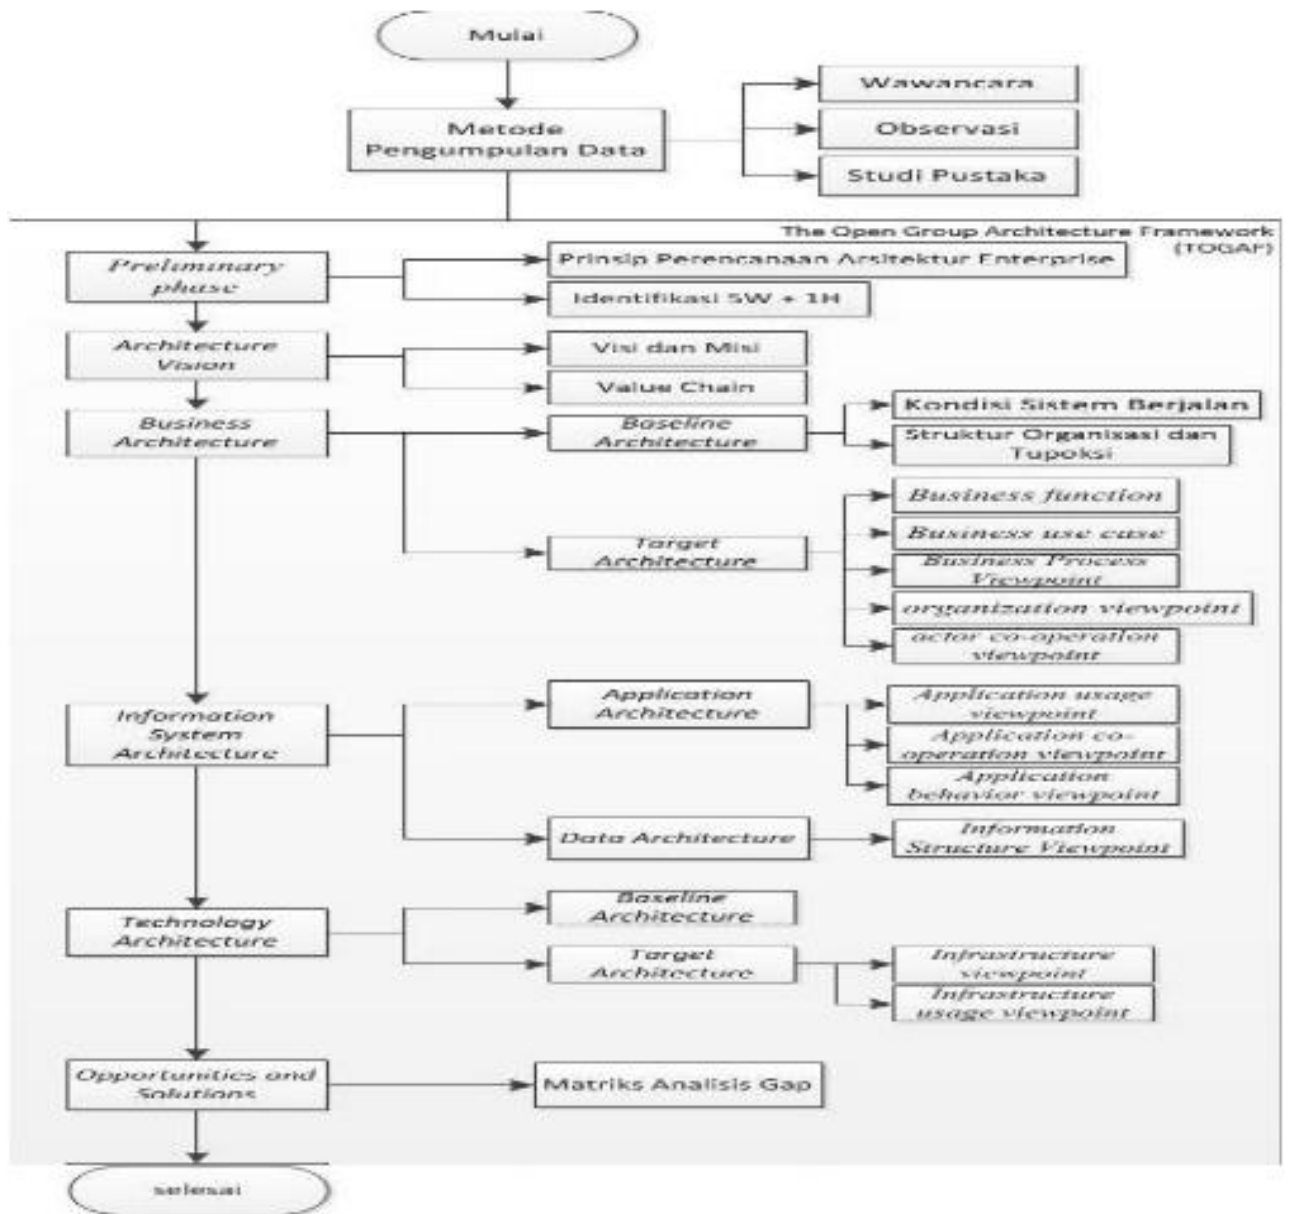 Mulai
Metode
Pengumpulan Data
Wawancara
Observasi
Studi Pustaka
The Open Group Architecture Framework
(TOGAF)
Preliminary
phase
Prinsip Perencanaan Arsitektur Enterprise
Identifikasi 5W + 1H
Architecture
Vision
Visi dan Misi
Value Chain
Business
Architecture
Baseline
Architecture
Kondisi Sistem Berjalan
Struktur Organisasi dan
Tupoksi
Target
Architecture
Business function
Business use case
Business Process
Viewpoint
organization viewpoint
actor co-operation
viewpoint
Information
System
Architecture
Application
Architecture
Application usage
viewpoint
Application co-
operation viewpoint
Application
behavior viewpoint
Data Architecture
Information
Structure Viewpoint
Technology
Architecture
Baseline
Architecture
Target
Architecture
Infrastructure
viewpoint
Infrastructure
usage viewpoint
Opportunities and
Solutions
Matriks Analisis Gap
selesai